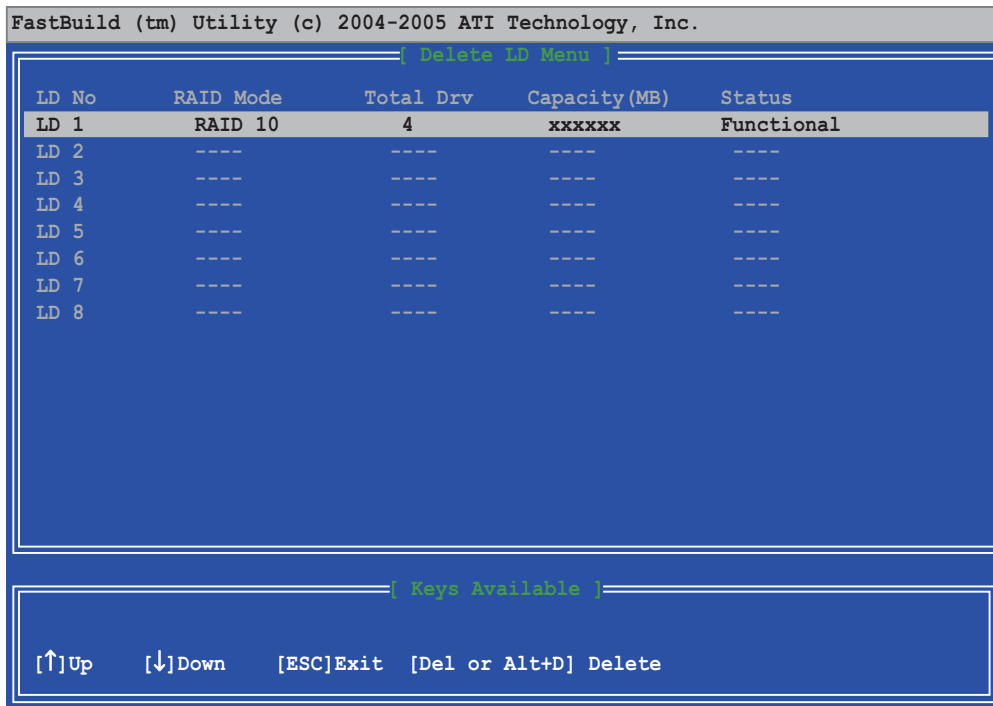 FastBuild (tm) Utility (c) 2004-2005 ATI Technology, Inc.
[ Delete LD Menu ]
LD No RAID Mode Total Drv Capacity(MB) Status
LD 1 RAID 10 4 xxxxxx Functional
LD 2 ---- ---- ---- ----
LD 3 ---- ---- ---- ----
LD 4 ---- ---- ---- ----
LD 5 ---- ---- ---- ----
LD 6 ---- ---- ---- ----
LD 7 ---- ---- ---- ----
LD 8 ---- ---- ---- ----
[ Keys Available ]
[↑]Up [↓]Down [ESC]Exit [Del or Alt+D] Delete